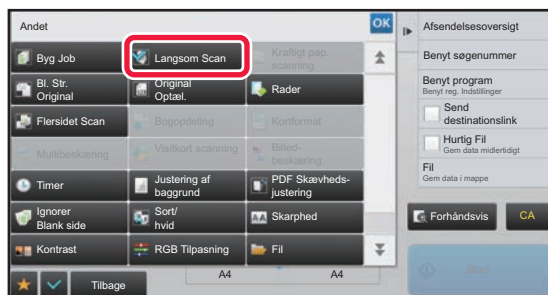 Andet
OK
Byg Job
Langsom Scan
Kraftigt pap.
scanning
Bl. Str.
Original
Original
Optæl.
Rader
Flersidet Scan
Bogopdeling
Kortformat
Multibeskæring
Visitkort scanning
Billed-
beskæring
Timer
Justering af
baggrund
PDF Skævheds-
justering
Ignorer
Blank side
Sort/
hvid
Skarphed
Kontrast
RGB Tilpasning
Fil
Tilbage
A4
A4
Afsendelsesoversigt
Benyt søgenummer
Benyt program
Benyt reg. Indstillinger
Send
destinationslink
Hurtig Fil
Gem data midlertidigt
Fil
Gem data i mappe
Forhåndsvis
CA
Start